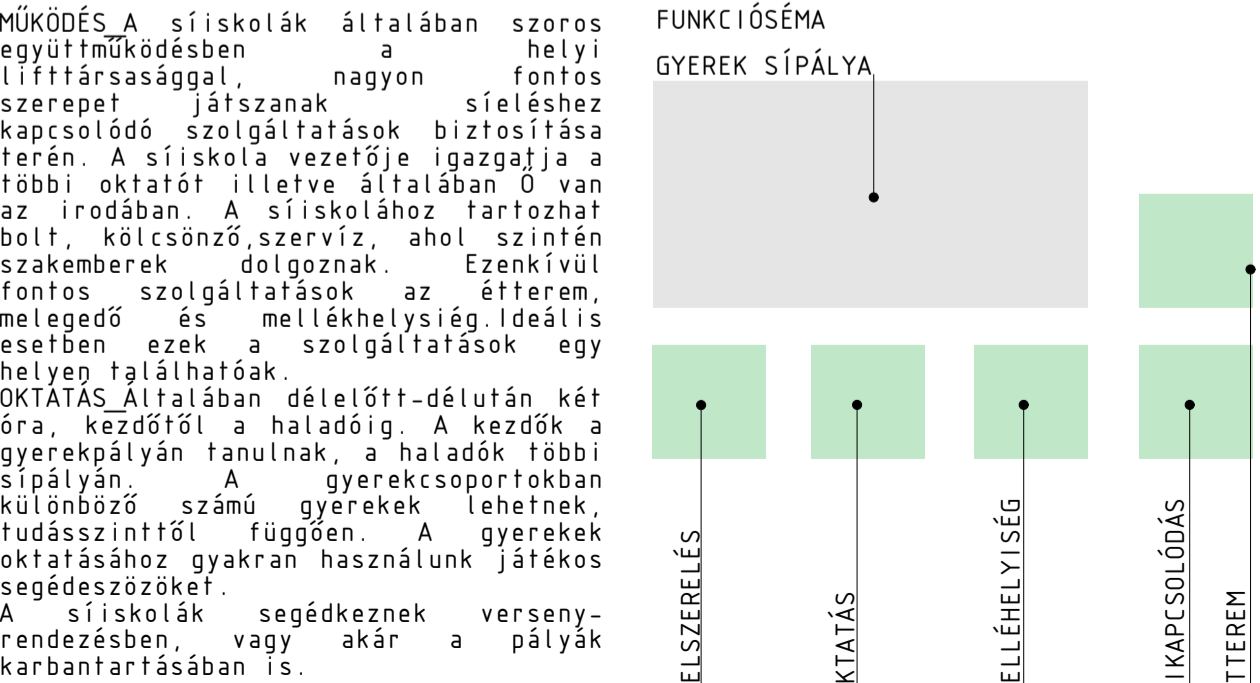 MŰKÖDÉS_A síiskolák általában szoros
együttműködésben a helyi
lifttársasággal, nagyon fontos
szerepet játszanak síeléshez
kapcsolódó szolgáltatások biztosítása
terén. A síiskola vezetője igazgatja a
többi oktatót illetve általában Ő van
az irodában. A síiskolához tartozhat
bolt, kölcsönző,szervíz, ahol szintén
szakemberek dolgoznak. Ezenkívül
fontos szolgáltatások az étterem,
melegedő és mellékhelysiég.Ideális
esetben ezek a szolgáltatások egy
helyen találhatóak.
OKTATÁS_Általában délelőtt-délután két
óra, kezdőtől a haladóig. A kezdők a
gyerekpályán tanulnak, a haladók többi
sípályán. A gyerekcsoportokban
különböző számú gyerekek lehetnek,
tudásszinttől függően. A gyerekek
oktatásához gyakran használunk játékos
segédeszözöket.
A síiskolák segédkeznek verseny-
rendezésben, vagy akár a pályák
karbantartásában is.
FUNKCIÓSÉMA
GYEREK SÍPÁLYA
ELSZERELÉS
KTATÁS
ELLÉHELYISÉG
IKAPCSOLÓDÁS
TTEREM